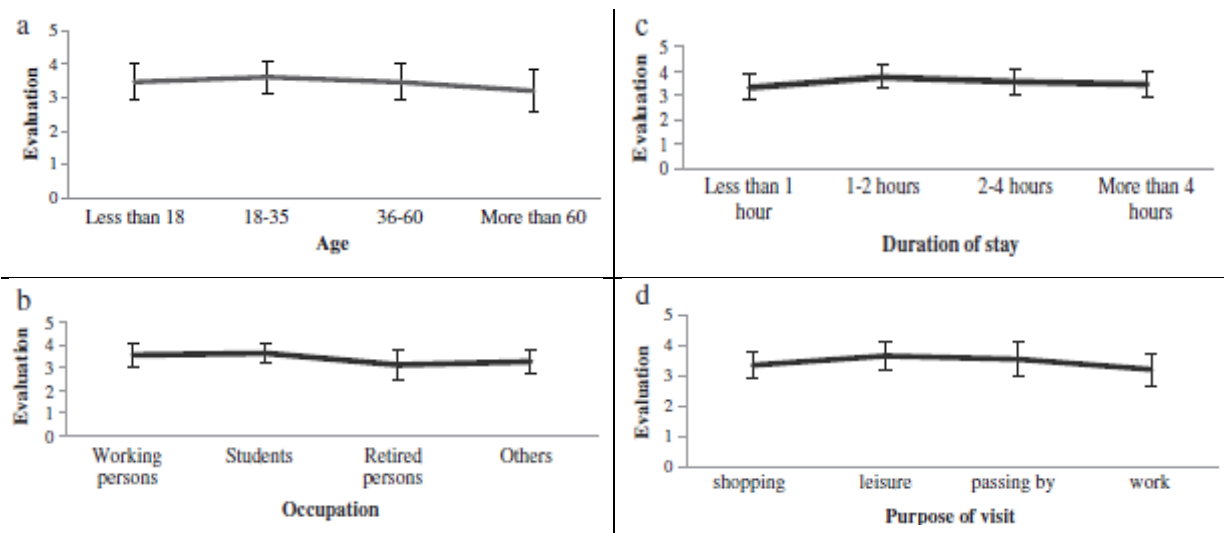 a
5
4
3
2
1
0
Evaluation
Less than 18 18-35 36-60 More than 60
Age
c
5
4
3
2
1
0
Evaluation
Less than 1 hour 1-2 hours 2-4 hours More than 4 hours
Duration of stay
b
5
4
3
2
1
0
Evaluation
Working persons Students Retired persons Others
Occupation
d
5
4
3
2
1
0
Evaluation
shopping leisure passing by work
Purpose of visit